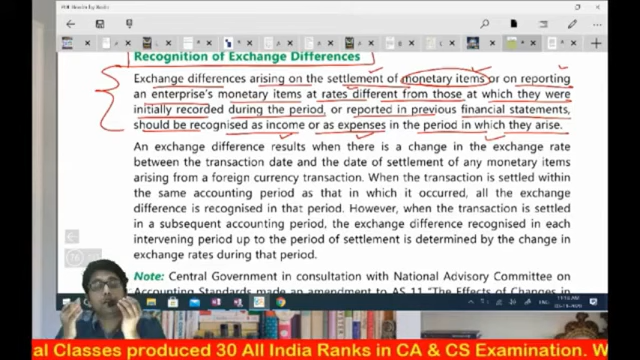 Recognition of Exchange Differences
Exchange differences arising on the settlement of monetary items or on reporting
an enterprise's monetary items at rates different from those at which they were
initially recorded during the period, or reported in previous financial statements,
should be recognised as income or as expenses in the period in which they arise.
An exchange difference results when there is a change in the exchange rate
between the transaction date and the date of settlement of any monetary items
arising from a foreign currency transaction. When the transaction is settled within
the same accounting period as that in which it occurred, all the exchange
difference is recognised in that period. However, when the transaction is settled
in a subsequent accounting period, the exchange difference recognised in each
intervening period up to the period of settlement is determined by the change in
exchange rates during that period.
Note: Central Government in consultation with National Advisory Committee on
Accounting Standards made an amendment to AS 11 "The Effects of Changes in
al Classes produced 30 All India Ranks in CA & CS Examination. W